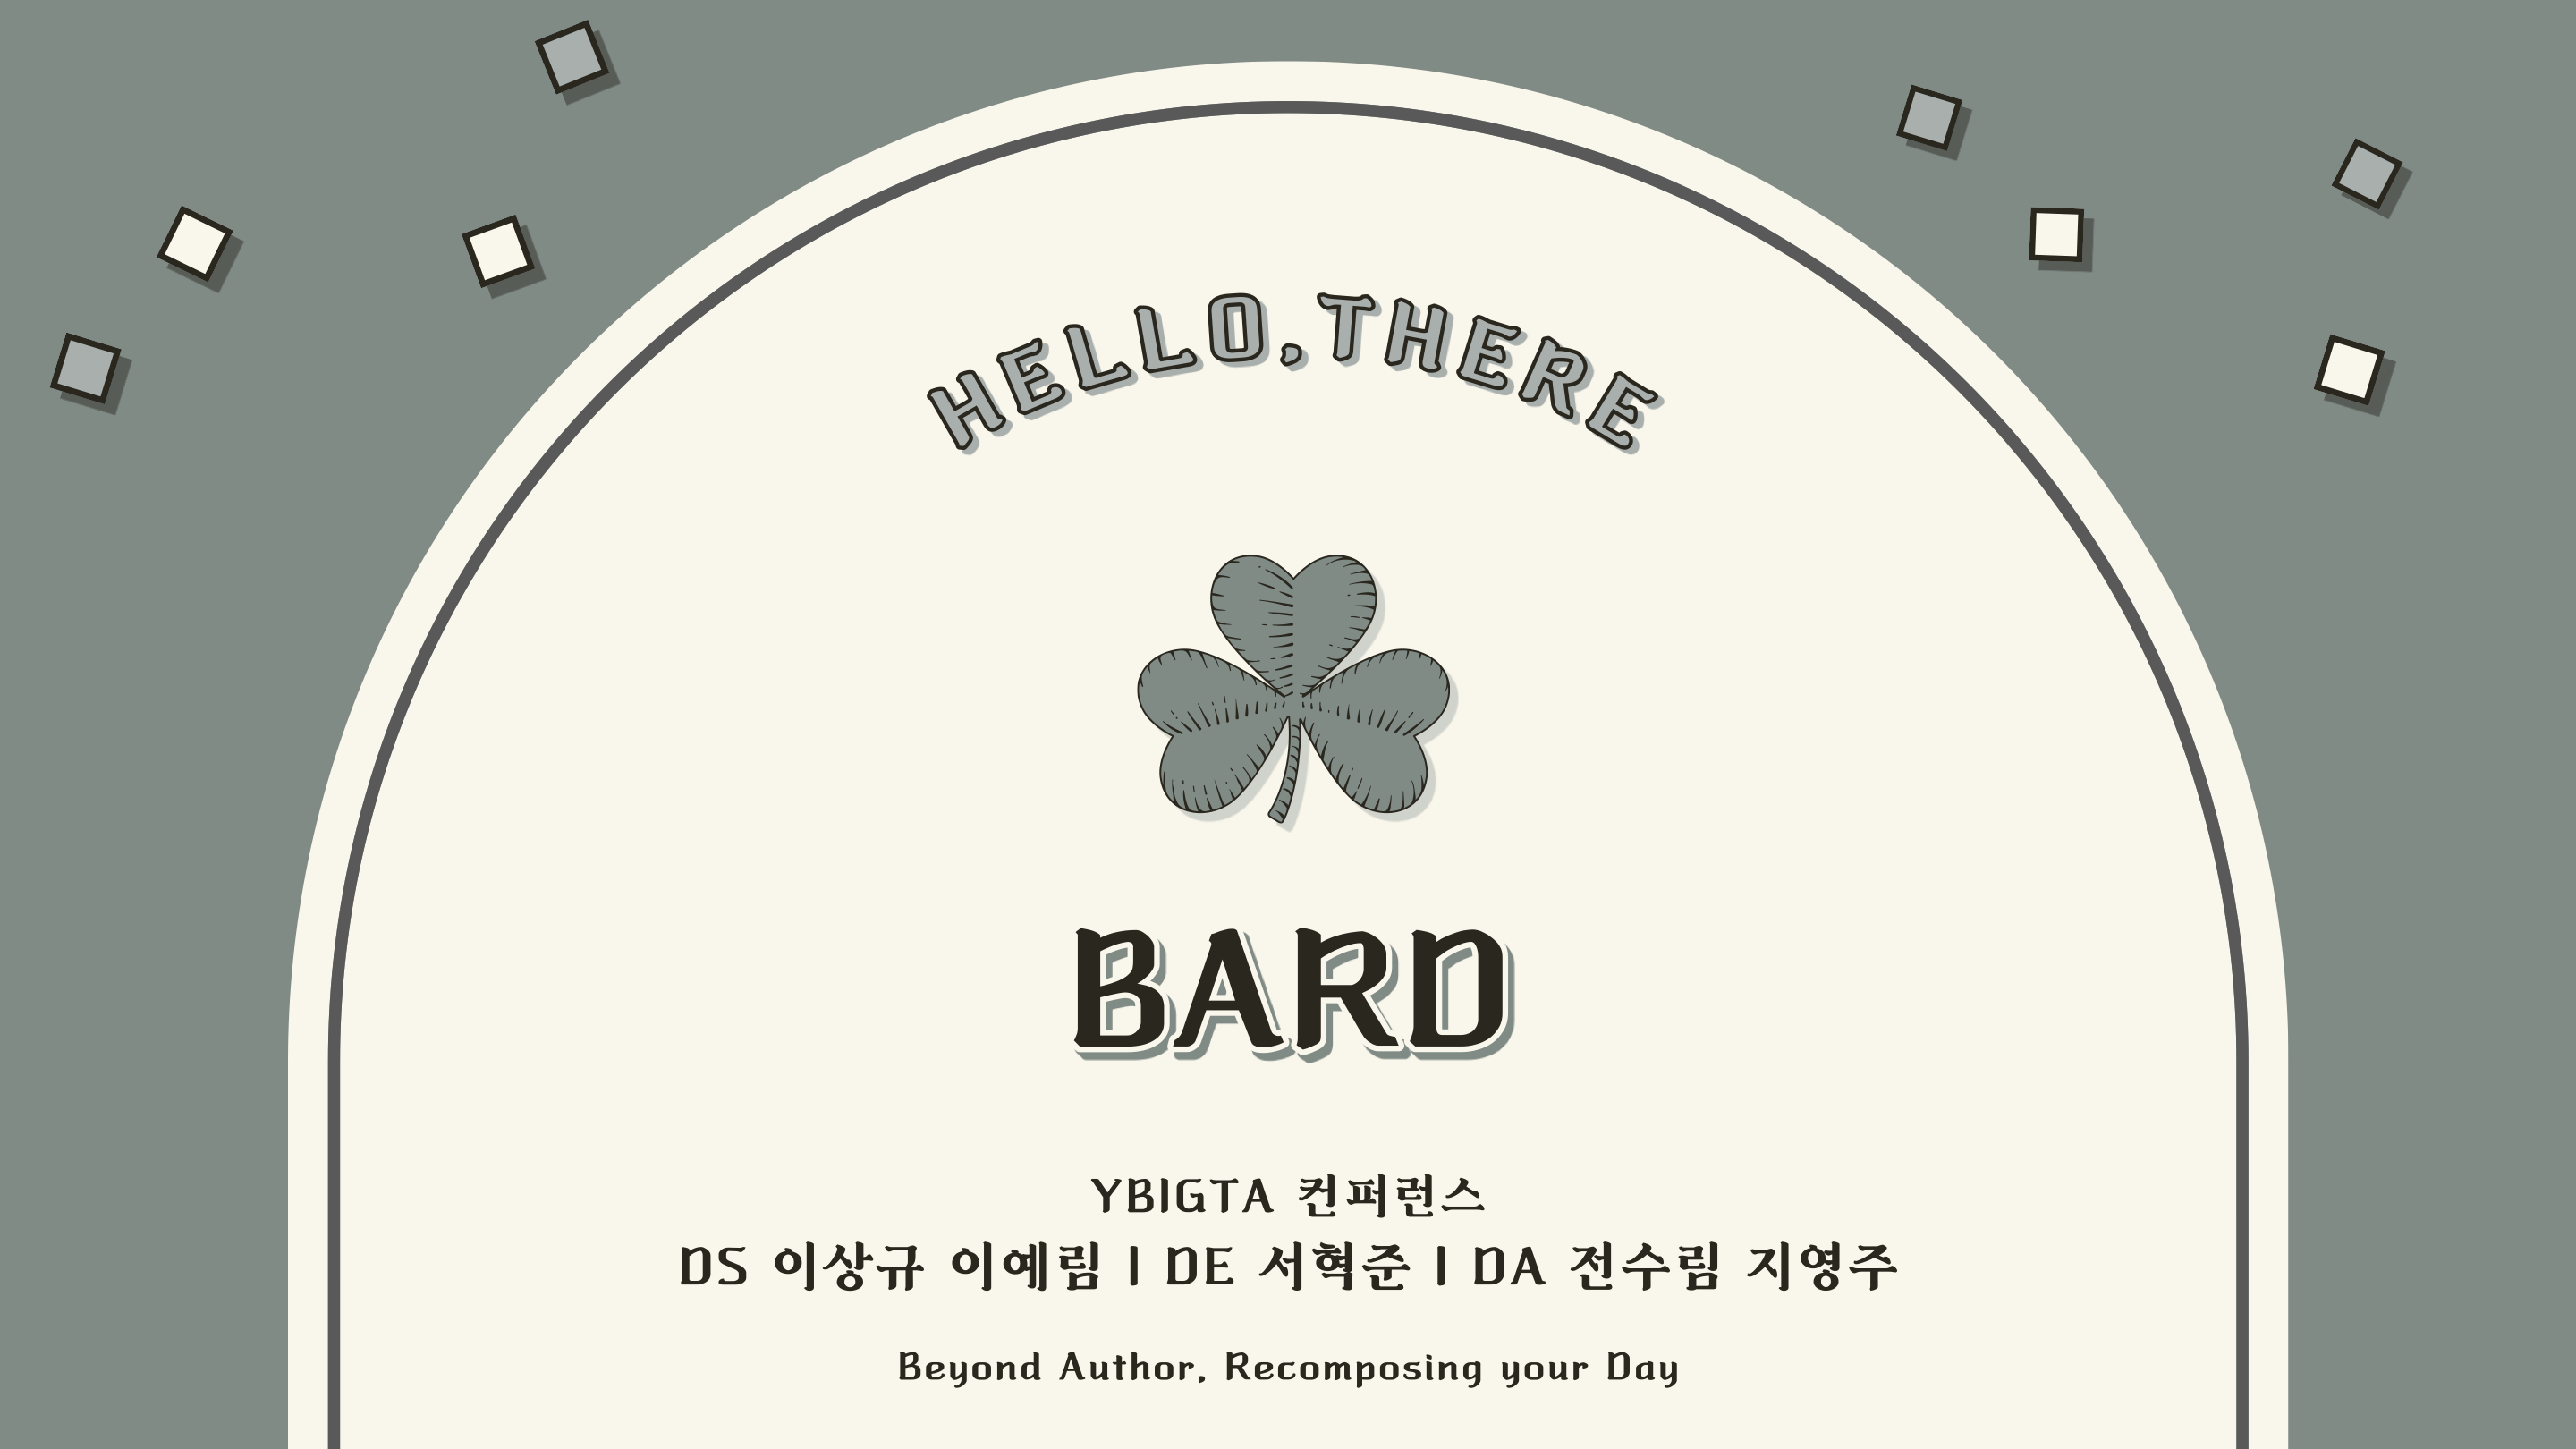 HELLO,THERE
BARD
YBIGTA 컨퍼런스
DS 이상규 이예림 | DE 서혁준 | DA 전수림 지영주
Beyond Author, Recomposing your Day